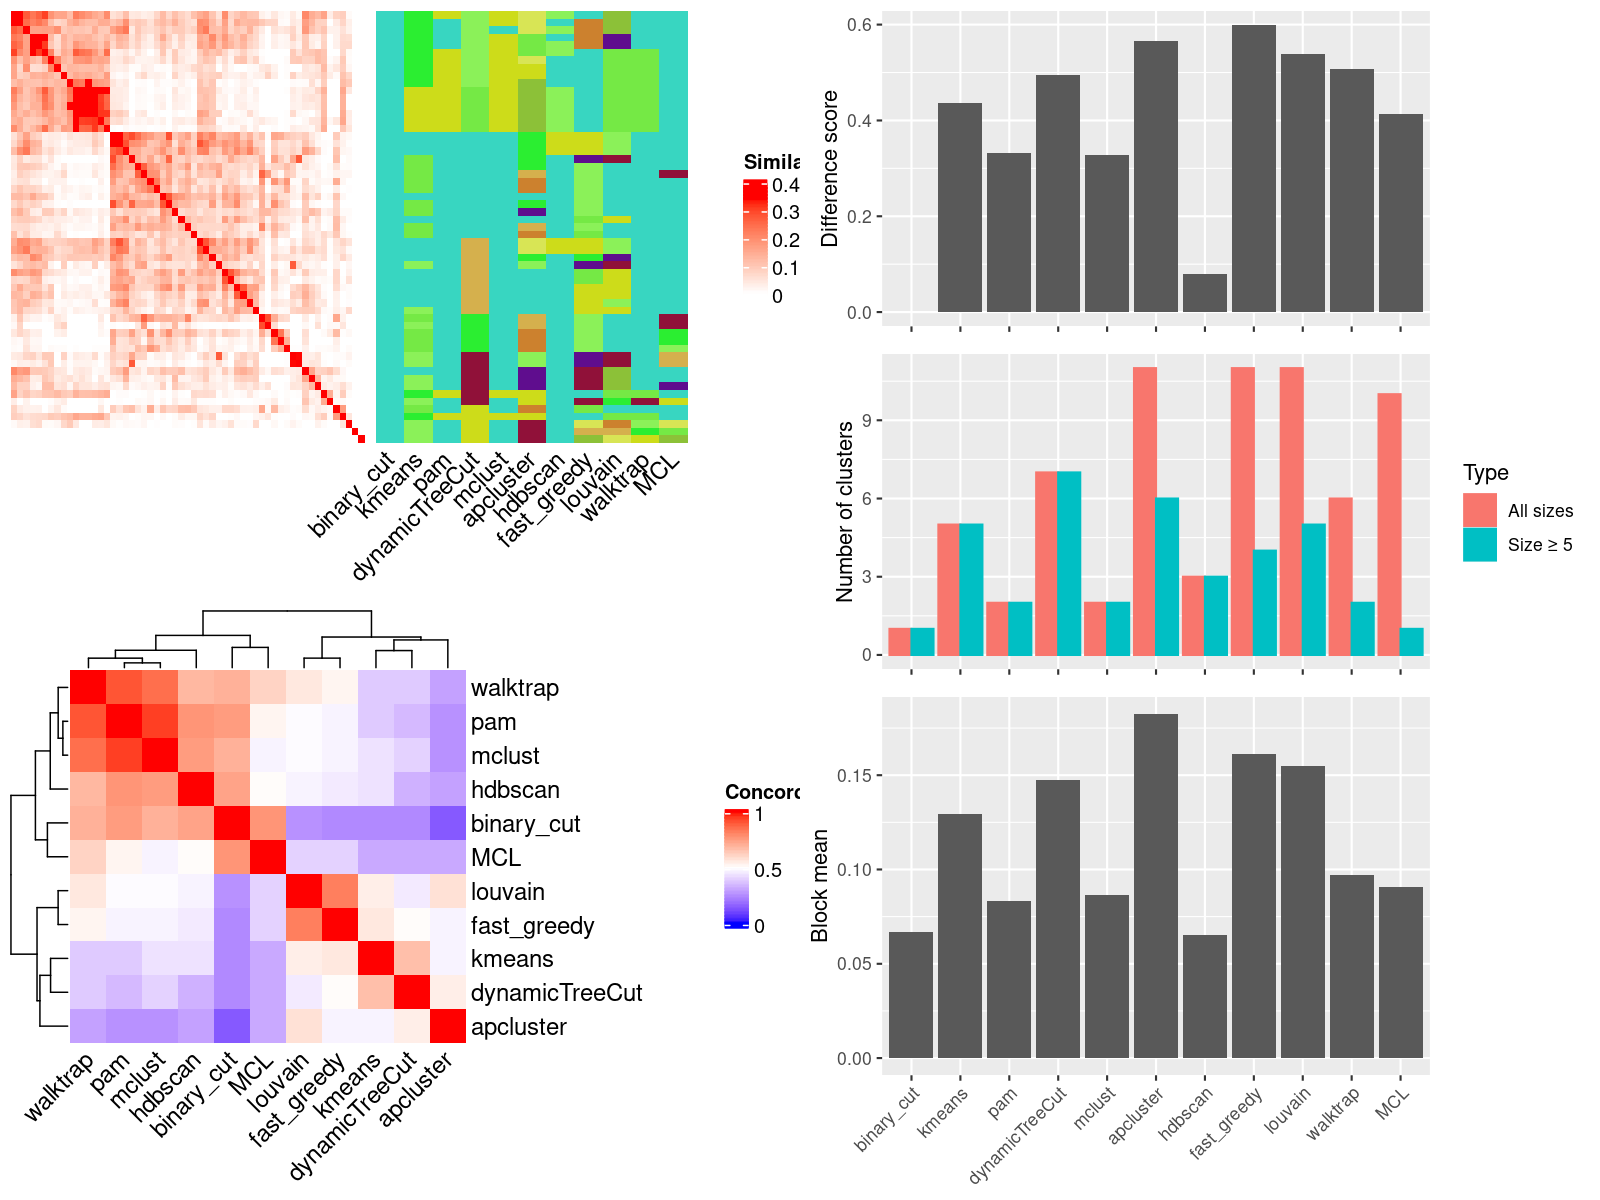 Simila
0.4
0.3
0.2
0.1
0
binary_cut
kmeans
pam
dynamicTreeCut
mclust
apcluster
hdbscan
fast_greedy
louvain
walktrap
MCL
walktrap
pam
mclust
hdbscan
binary_cut
MCL
louvain
fast_greedy
kmeans
dynamicTreeCut
apcluster
Concord
1
0.5
0
walktrap
pam
mclust
hdbscan
binary_cut
MCL
louvain
fast_greedy
kmeans
dynamicTreeCut
apcluster
Difference score
0.6
0.4
0.2
0.0
Number of clusters
9
6
3
0
Type
All sizes
Size ≥ 5
Block mean
0.15
0.10
0.05
0.00
binary_cut
kmeans
pam
dynamicTreeCut
mclust
apcluster
hdbscan
fast_greedy
louvain
walktrap
MCL